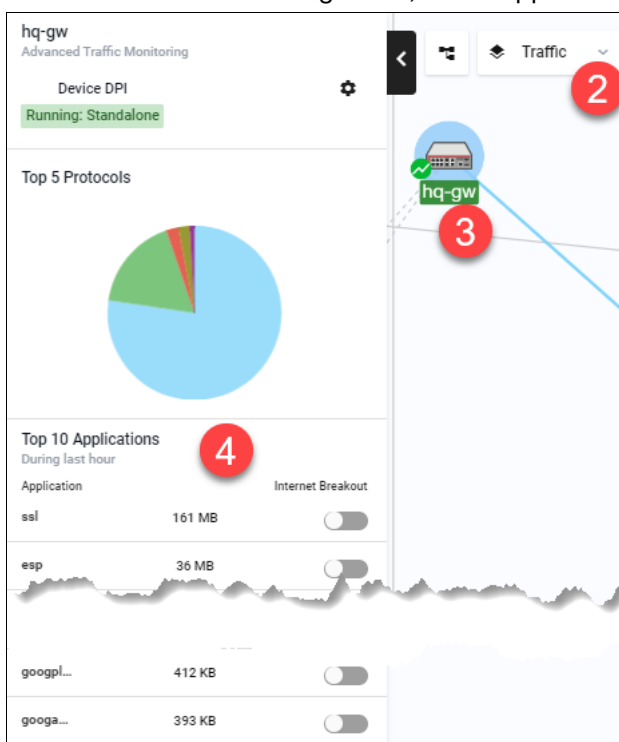 hq-gw
Advanced Traffic Monitoring
Device DPI
Running: Standalone
Top 5 Protocols
Top 10 Applications
During last hour
4
Application Internet Breakout
ssl 161 MB
esp 36 MB
googpl... 412 KB
googa... 393 KB
Traffic
2
hq-gw
3